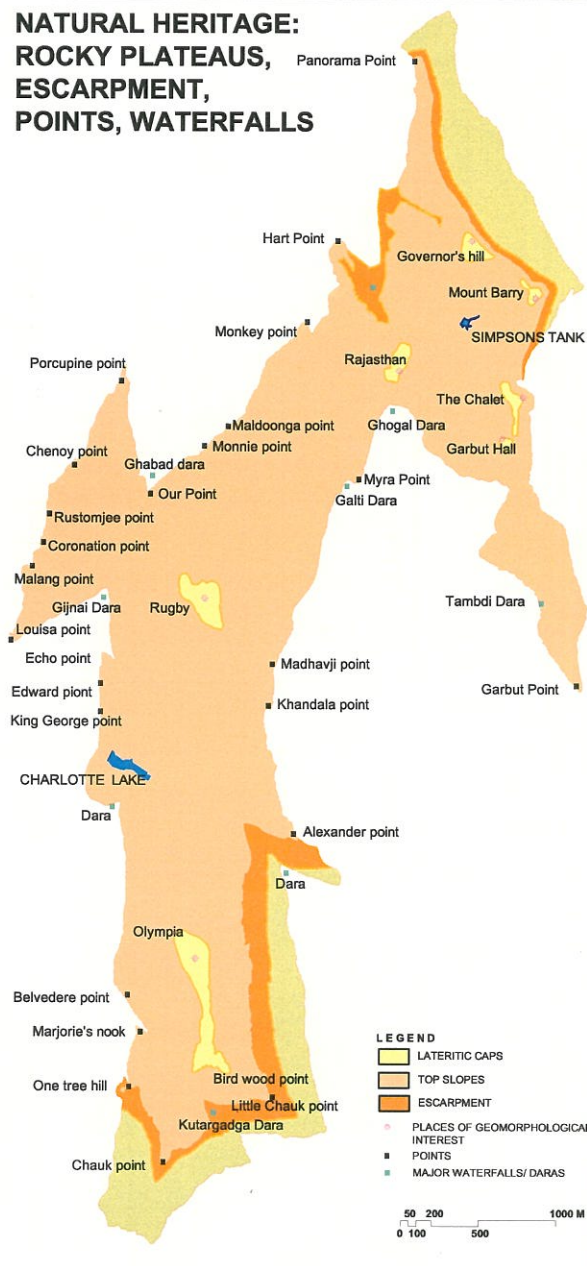 NATURAL HERITAGE:
ROCKY PLATEAUS,
ESCARPMENT,
POINTS, WATERFALLS
Panorama Point
Hart Point
Governor's hill
Mount Barry
Monkey point
SIMPSONS TANK
Rajasthan
Porcupine point
The Chalet
Maldoonga point
Ghogal Dara
Monnie point
Garbut Hall
Chenoy point
Ghabad dara
Myra Point
Our Point
Galti Dara
Rustomjee point
Coronation point
Malang point
Gijnai Dara
Rugby
Tambdi Dara
Louisa point
Echo point
Madhavji point
Edward piont
Garbut Point
Khandala point
King George point
CHARLOTTE LAKE
Dara
Alexander point
Dara
Olympia
Belvedere point
Marjorie's nook
One tree hill
Bird wood point
Little Chauk point
Kutargadga Dara
Chauk point
LEGEND
LATERITIC CAPS
TOP SLOPES
ESCARPMENT
PLACES OF GEOMORPHOLOGICAL
INTEREST
POINTS
MAJOR WATERFALLS/ DARAS
50 200 1000 M
0 100 500